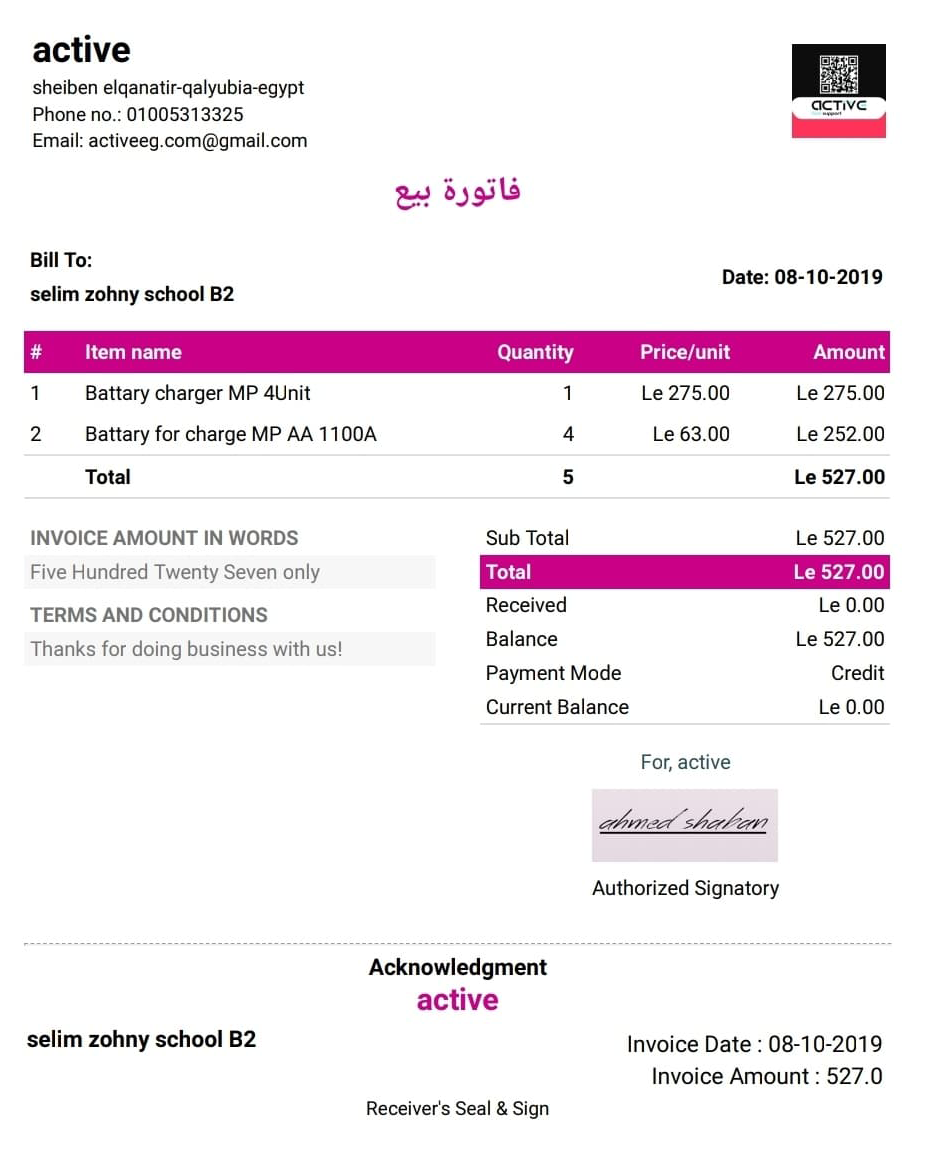 active
sheiben elqanatir-qalyubia-egypt
Phone no.: 01005313325
Email: activeeg.com@gmail.com
ACTIVE
support
فاتورة بيع
Bill To:
selim zohny school B2
Date: 08-10-2019
# Item name Quantity Price/unit Amount
1 Battary charger MP 4Unit 1 Le 275.00 Le 275.00
2 Battary for charge MP AA 1100A 4 Le 63.00 Le 252.00
Total 5 Le 527.00
INVOICE AMOUNT IN WORDS
Five Hundred Twenty Seven only
TERMS AND CONDITIONS
Thanks for doing business with us!
Sub Total Le 527.00
Total Le 527.00
Received Le 0.00
Balance Le 527.00
Payment Mode Credit
Current Balance Le 0.00
For, active
ahmed shaban
Authorized Signatory
Acknowledgment
active
selim zohny school B2
Invoice Date : 08-10-2019
Invoice Amount : 527.0
Receiver's Seal & Sign